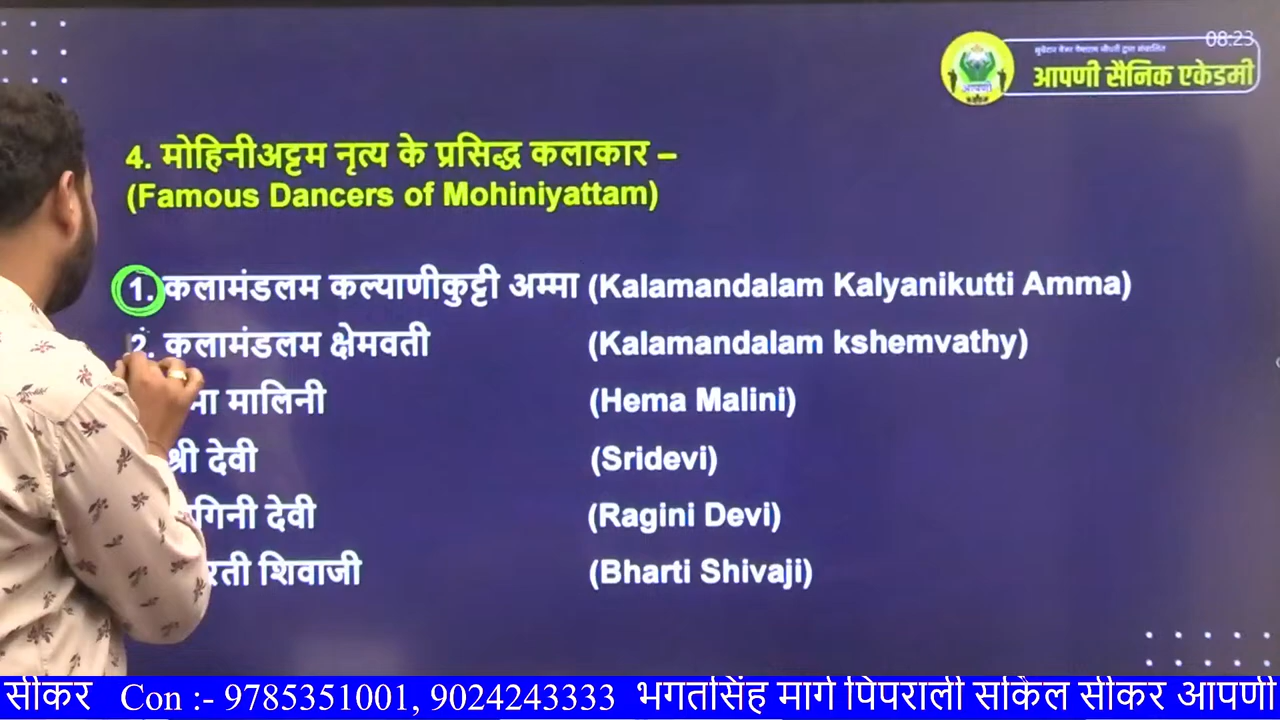 08:23
आपणी सैनिक एकेडमी
4. मोहिनीअट्टम नृत्य के प्रसिद्ध कलाकार –
(Famous Dancers of Mohiniyattam)
1. कलामंडलम कल्याणीकुट्टी अम्मा (Kalamandalam Kalyanikutti Amma)
2. कलामंडलम क्षेमवती (Kalamandalam kshemvathy)
मालिनी (Hema Malini)
श्री देवी (Sridevi)
देवी (Ragini Devi)
शिवाजी (Bharti Shivaji)
सीकर Con :- 9785351001, 9024243333 भगतसिंह मार्ग पिपराली सर्किल सीकर आपणी